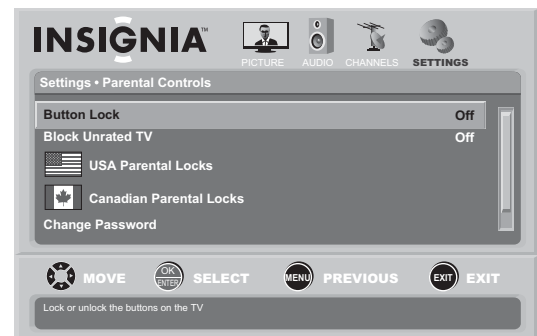 INSIGNIA™
PICTURE AUDIO CHANNELS SETTINGS
Settings • Parental Controls
Button Lock Off
Block Unrated TV Off
USA Parental Locks
Canadian Parental Locks
Change Password
MOVE OK ENTER SELECT MENU PREVIOUS EXIT EXIT
Lock or unlock the buttons on the TV